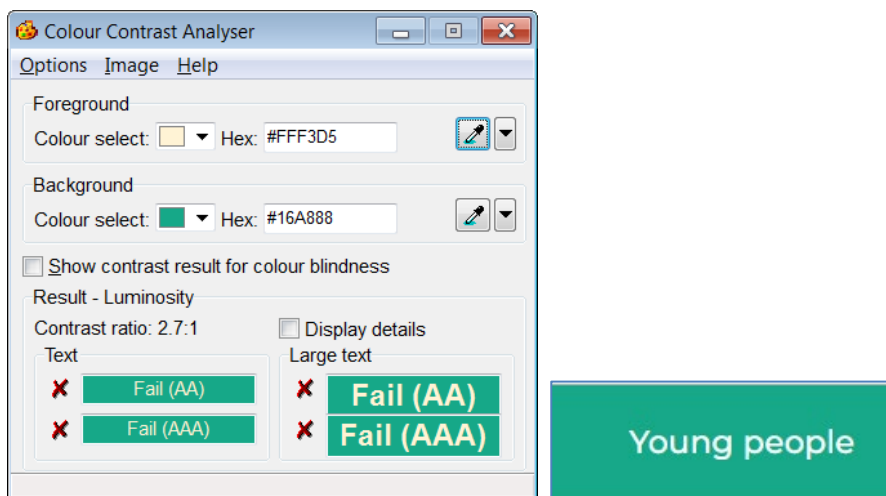 Colour Contrast Analyser
Options Image Help
Foreground
Colour select: Hex: #FFF3D5
Background
Colour select: Hex: #16A888
Show contrast result for colour blindness
Result - Luminosity
Contrast ratio: 2.7:1 Display details
Text Large text
Fail (AA) Fail (AA)
Fail (AAA) Fail (AAA)
Young people